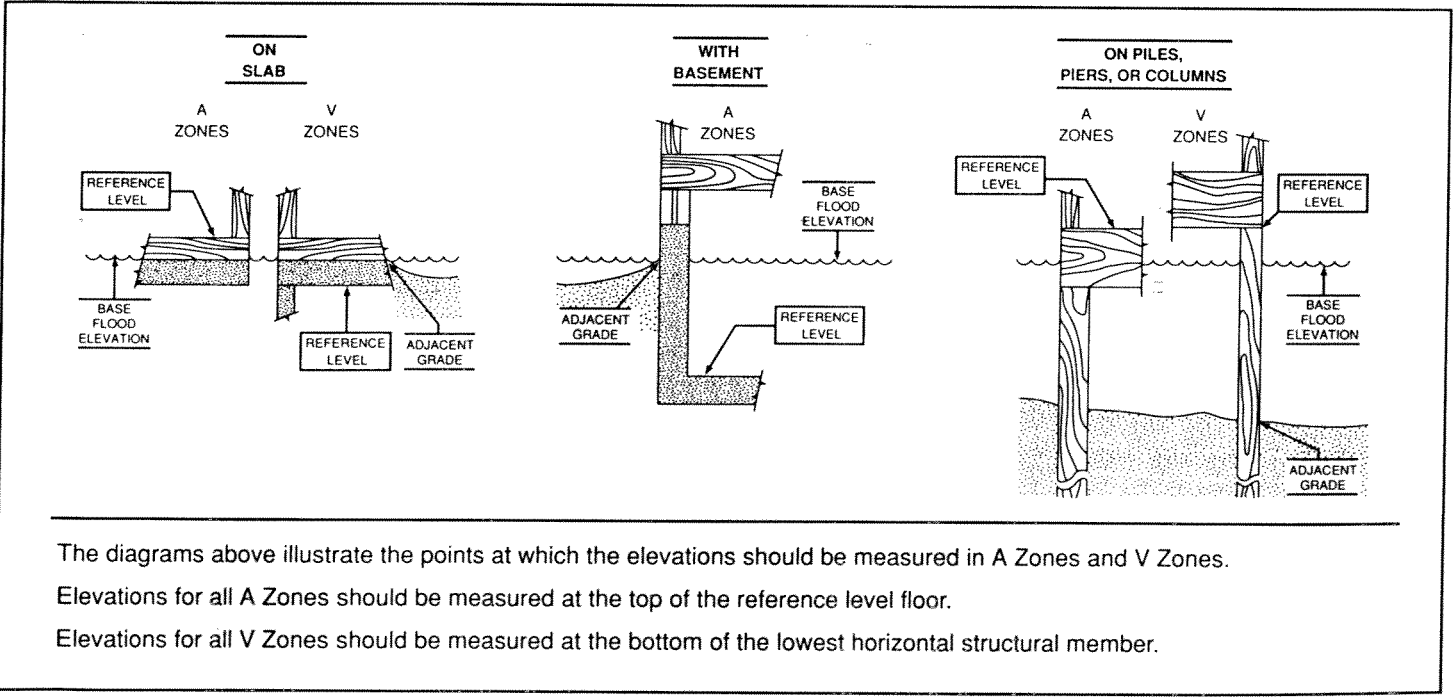 ON
SLAB
A
ZONES
V
ZONES
REFERENCE
LEVEL
BASE
FLOOD
ELEVATION
REFERENCE
LEVEL
ADJACENT
GRADE
WITH
BASEMENT
A
ZONES
BASE
FLOOD
ELEVATION
ADJACENT
GRADE
REFERENCE
LEVEL
ON PILES,
PIERS, OR COLUMNS
A
ZONES
V
ZONES
REFERENCE
LEVEL
REFERENCE
LEVEL
BASE
FLOOD
ELEVATION
ADJACENT
GRADE
The diagrams above illustrate the points at which the elevations should be measured in A Zones and V Zones.
Elevations for all A Zones should be measured at the top of the reference level floor.
Elevations for all V Zones should be measured at the bottom of the lowest horizontal structural member.